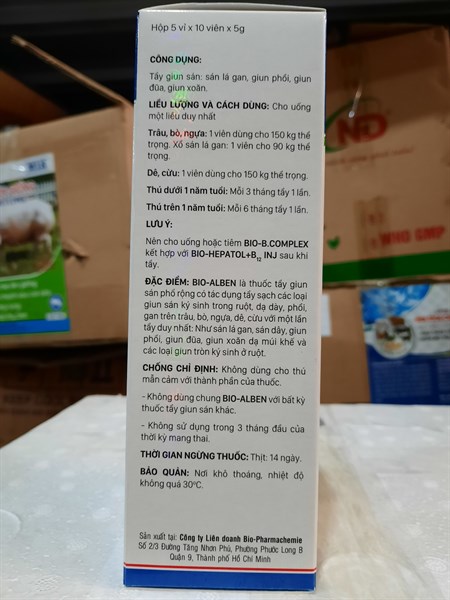 Hộp 5 vỉ x 10 viên x 5g
CÔNG DỤNG:
Tẩy giun sán: sán lá gan, giun phổi, giun
đũa, giun xoăn.
LIỀU LƯỢNG VÀ CÁCH DÙNG: Cho uống
một liều duy nhất
Trâu, bò, ngựa: 1 viên dùng cho 150 kg thể
trọng. Xổ sán lá gan: 1 viên cho 90 kg thể
trọng.
Dê, cừu: 1 viên dùng cho 150 kg thể trọng.
Thú dưới 1 năm tuổi: Mỗi 3 tháng tẩy 1 lần.
Thú trên 1 năm tuổi: Mỗi 6 tháng tẩy 1 lần.
LƯU Ý:
Nên cho uống hoặc tiêm BIO-B.COMPLEX
kết hợp với BIO-HEPATOL+B12 INJ sau khi
tẩy.
ĐẶC ĐIỂM: BIO-ALBEN là thuốc tẩy giun
sán phổ rộng có tác dụng tẩy sạch các loại
giun sán ký sinh trong ruột, dạ dày, phổi,
gan trên trâu, bò, ngựa, dê, cừu với một lần
tẩy duy nhất: Như sán lá gan, sán dây, giun
phổi, giun đũa, giun xoăn dạ múi khế và
các loại giun tròn ký sinh ở ruột.
CHỐNG CHỈ ĐỊNH: Không dùng cho thú
mẫn cảm với thành phần của thuốc.
- Không dùng chung BIO-ALBEN với bất kỳ
thuốc tẩy giun sán khác.
- Không sử dụng trong 3 tháng đầu của
thời kỳ mang thai.
THỜI GIAN NGỪNG THUỐC: Thịt: 14 ngày.
BẢO QUẢN: Nơi khô thoáng, nhiệt độ
không quá 30°C.
Sản xuất tại: Công ty Liên doanh Bio-Pharmachemie
Số 2/3 Đường Tăng Nhơn Phú, Phường Phước Long B
Quận 9, Thành phố Hồ Chí Minh
WHO GMP